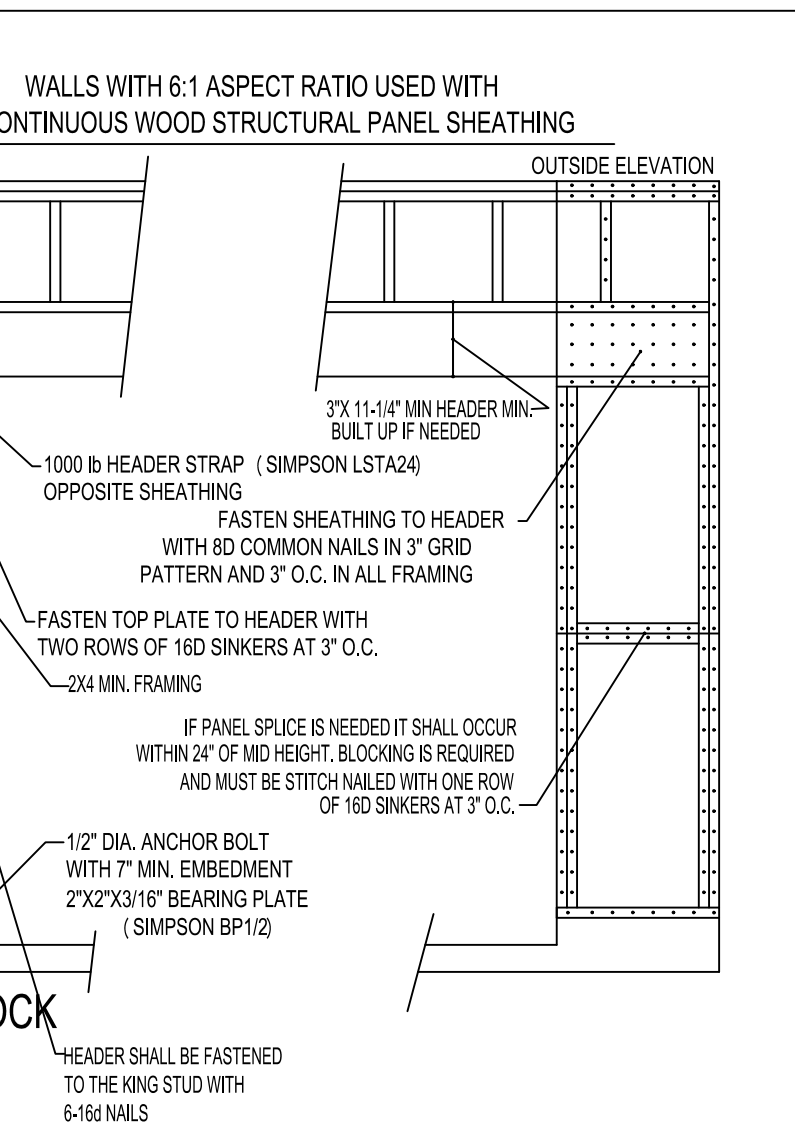 WALLS WITH 6:1 ASPECT RATIO USED WITH
ONTINUOUS WOOD STRUCTURAL PANEL SHEATHING
OUTSIDE ELEVATION
3"X 11-1/4" MIN HEADER MIN.
BUILT UP IF NEEDED
1000 lb HEADER STRAP ( SIMPSON LSTA24)
OPPOSITE SHEATHING
FASTEN SHEATHING TO HEADER
WITH 8D COMMON NAILS IN 3" GRID
PATTERN AND 3" O.C. IN ALL FRAMING
FASTEN TOP PLATE TO HEADER WITH
TWO ROWS OF 16D SINKERS AT 3" O.C.
2X4 MIN. FRAMING
IF PANEL SPLICE IS NEEDED IT SHALL OCCUR
WITHIN 24" OF MID HEIGHT. BLOCKING IS REQUIRED
AND MUST BE STITCH NAILED WITH ONE ROW
OF 16D SINKERS AT 3" O.C.
1/2" DIA. ANCHOR BOLT
WITH 7" MIN. EMBEDMENT
2"X2"X3/16" BEARING PLATE
( SIMPSON BP1/2)
OCK
HEADER SHALL BE FASTENED
TO THE KING STUD WITH
6-16d NAILS